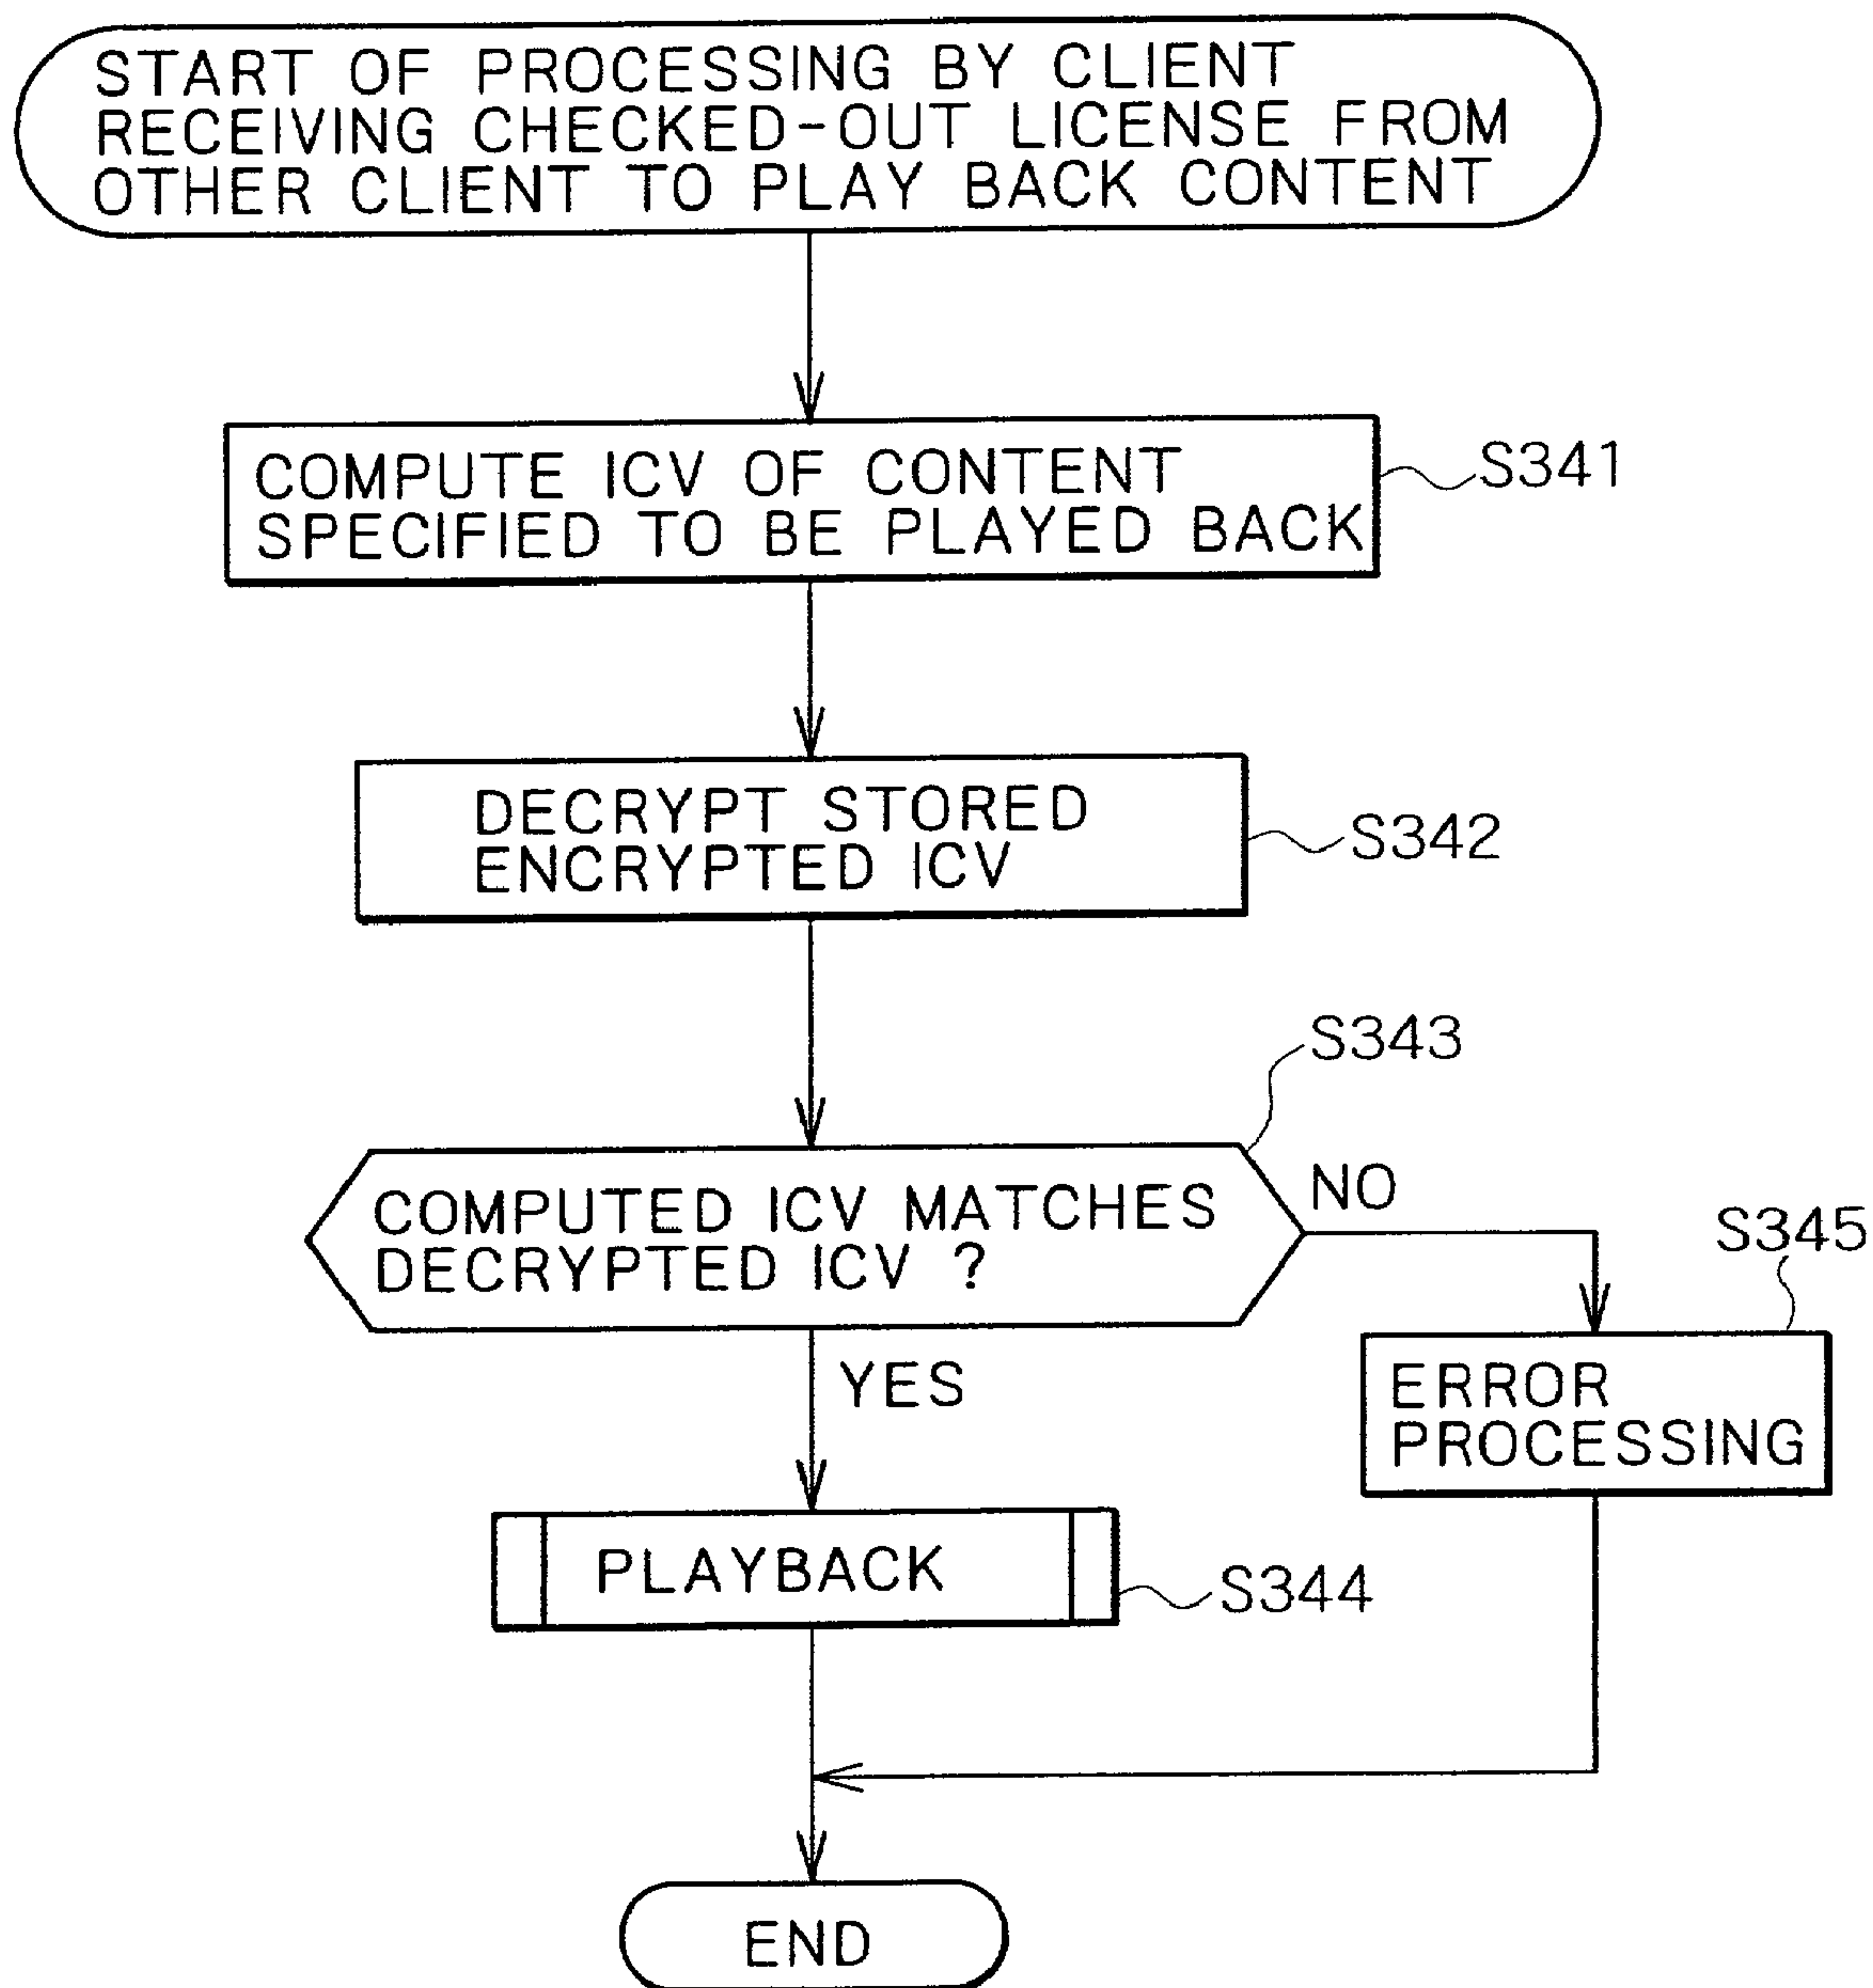 START OF PROCESSING BY CLIENT
RECEIVING CHECKED-OUT LICENSE FROM
OTHER CLIENT TO PLAY BACK CONTENT
COMPUTE ICV OF CONTENT
SPECIFIED TO BE PLAYED BACK
S341
DECRYPT STORED
ENCRYPTED ICV
S342
S343
COMPUTED ICV MATCHES
DECRYPTED ICV ?
NO
S345
YES
ERROR
PROCESSING
PLAYBACK
S344
END